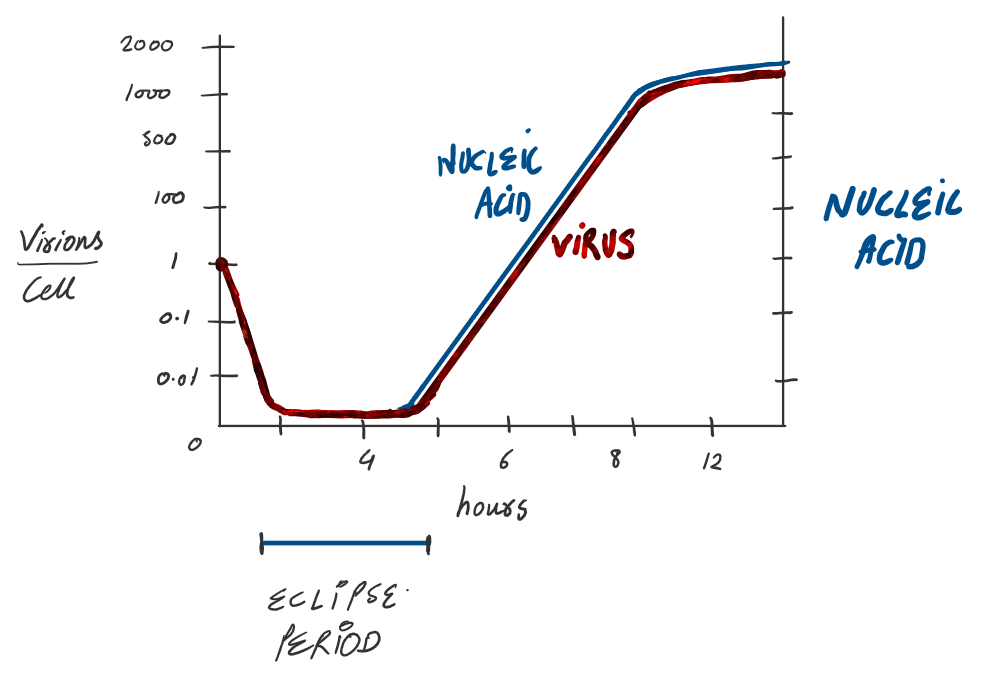 2000
1000
500
100
1
0.1
0.01
0
Virions
Cell
NUCLEIC
ACID
VIRUS
NUCLEIC
ACID
4
6
8
12
hours
ECLIPSE
PERIOD